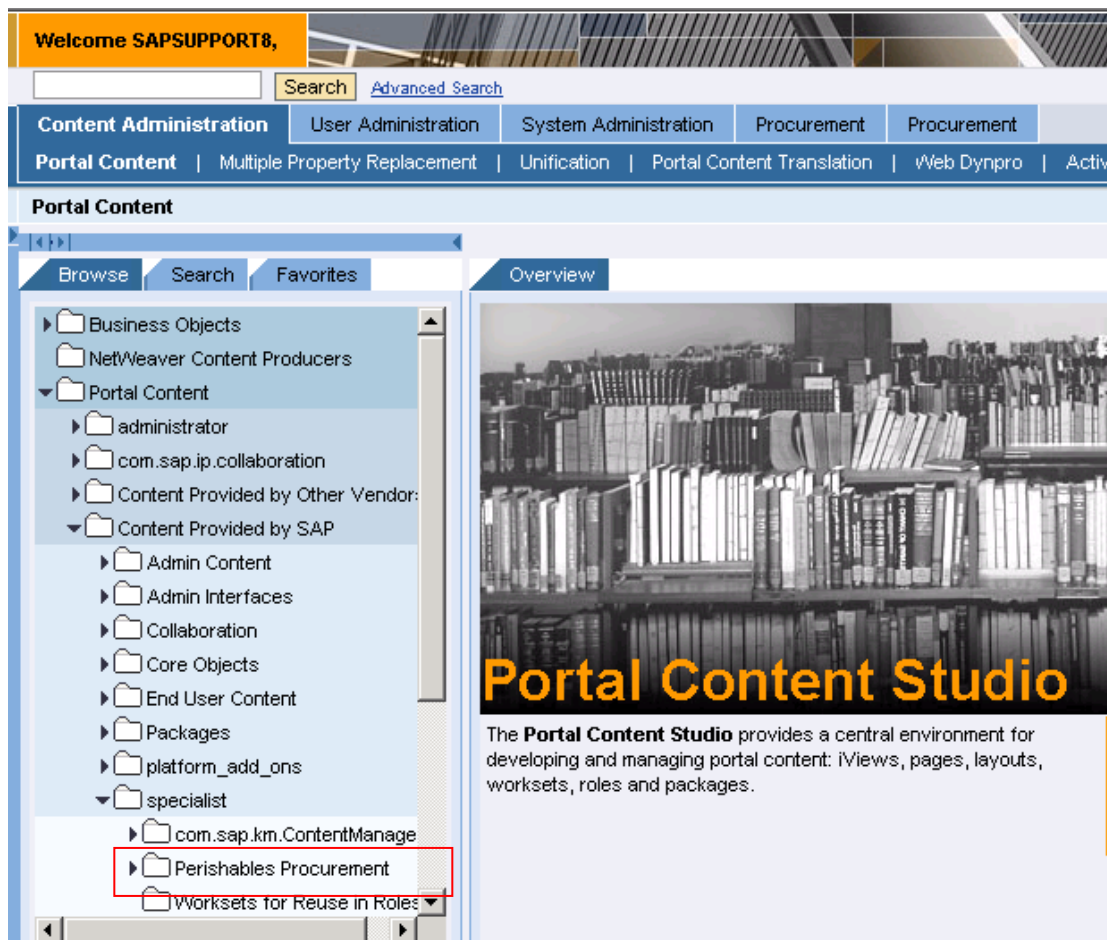 Welcome SAPSUPPORT8,
Search Advanced Search
Content Administration User Administration System Administration Procurement Procurement
Portal Content | Multiple Property Replacement | Unification | Portal Content Translation | Web Dynpro | Activ
Portal Content
Browse Search Favorites
Overview
Business Objects
NetWeaver Content Producers
Portal Content
administrator
com.sap.ip.collaboration
Content Provided by Other Vendor
Content Provided by SAP
Admin Content
Admin Interfaces
Collaboration
Core Objects
End User Content
Packages
platform_add_ons
specialist
com.sap.km.ContentManage
Perishables Procurement
Worksets for Reuse in Roles
Portal Content Studio
The Portal Content Studio provides a central environment for
developing and managing portal content: iViews, pages, layouts,
worksets, roles and packages.